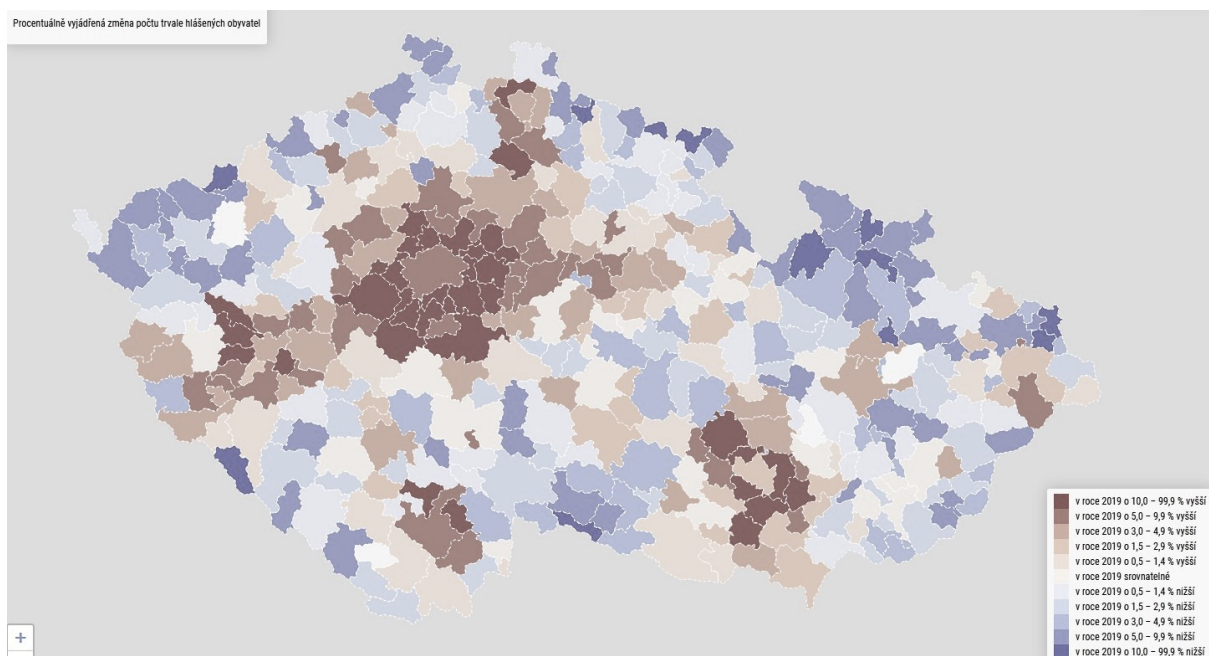 Procentuálně vyjádřená změna počtu trvale hlášených obyvatel
v roce 2019 o 10,0 – 99,9 % vyšší
v roce 2019 o 5,0 – 9,9 % vyšší
v roce 2019 o 3,0 – 4,9 % vyšší
v roce 2019 o 1,5 – 2,9 % vyšší
v roce 2019 o 0,5 – 1,4 % vyšší
v roce 2019 srovnatelné
v roce 2019 o 0,5 – 1,4 % nižší
v roce 2019 o 1,5 – 2,9 % nižší
v roce 2019 o 3,0 – 4,9 % nižší
v roce 2019 o 5,0 – 9,9 % nižší
v roce 2019 o 10,0 – 99,9 % nižší
+